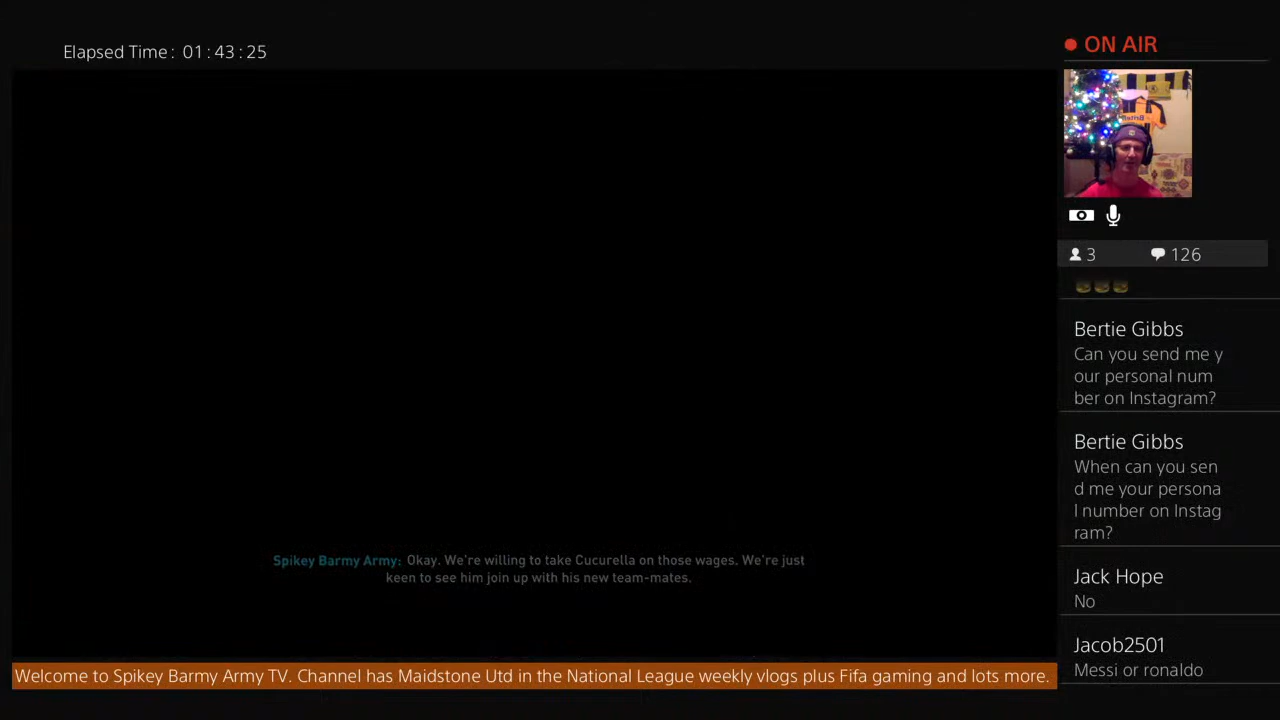 Elapsed Time: 01:43:25
ON AIR
3 126
Bertie Gibbs
Can you send me y
our personal num
ber on Instagram?
Bertie Gibbs
When can you sen
d me your persona
l number on Instag
ram?
Jack Hope
No
Jacob2501
Messi or ronaldo
Spikey Barmy Army: Okay. We're willing to take Cucurella on those wages. We're just
keen to see him join up with his new team-mates.
Welcome to Spikey Barmy Army TV. Channel has Maidstone Utd in the National League weekly vlogs plus Fifa gaming and lots more.